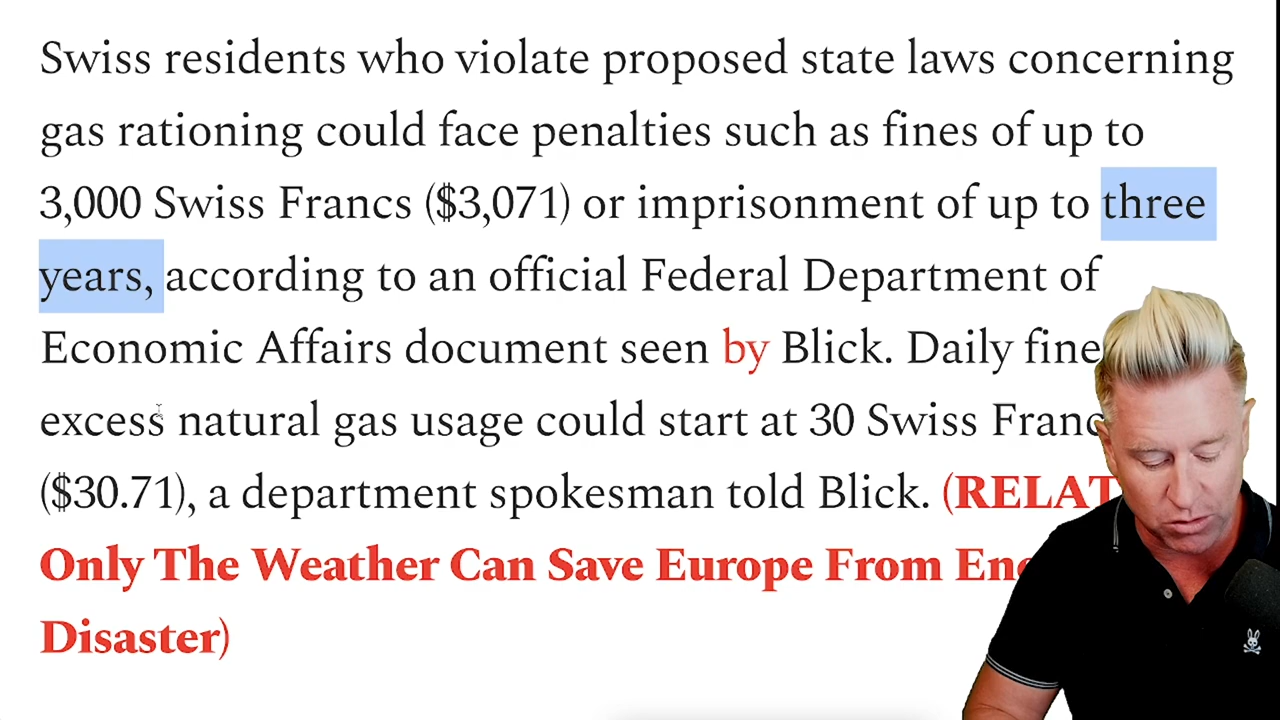 Swiss residents who violate proposed state laws concerning
gas rationing could face penalties such as fines of up to
3,000 Swiss Francs ($3,071) or imprisonment of up to three
years, according to an official Federal Department of
Economic Affairs document seen by Blick. Daily
excess natural gas usage could start at 30 Swiss
($30.71), a department spokesman told Blick.
Only The Weather Can Save Europe From
Disaster)